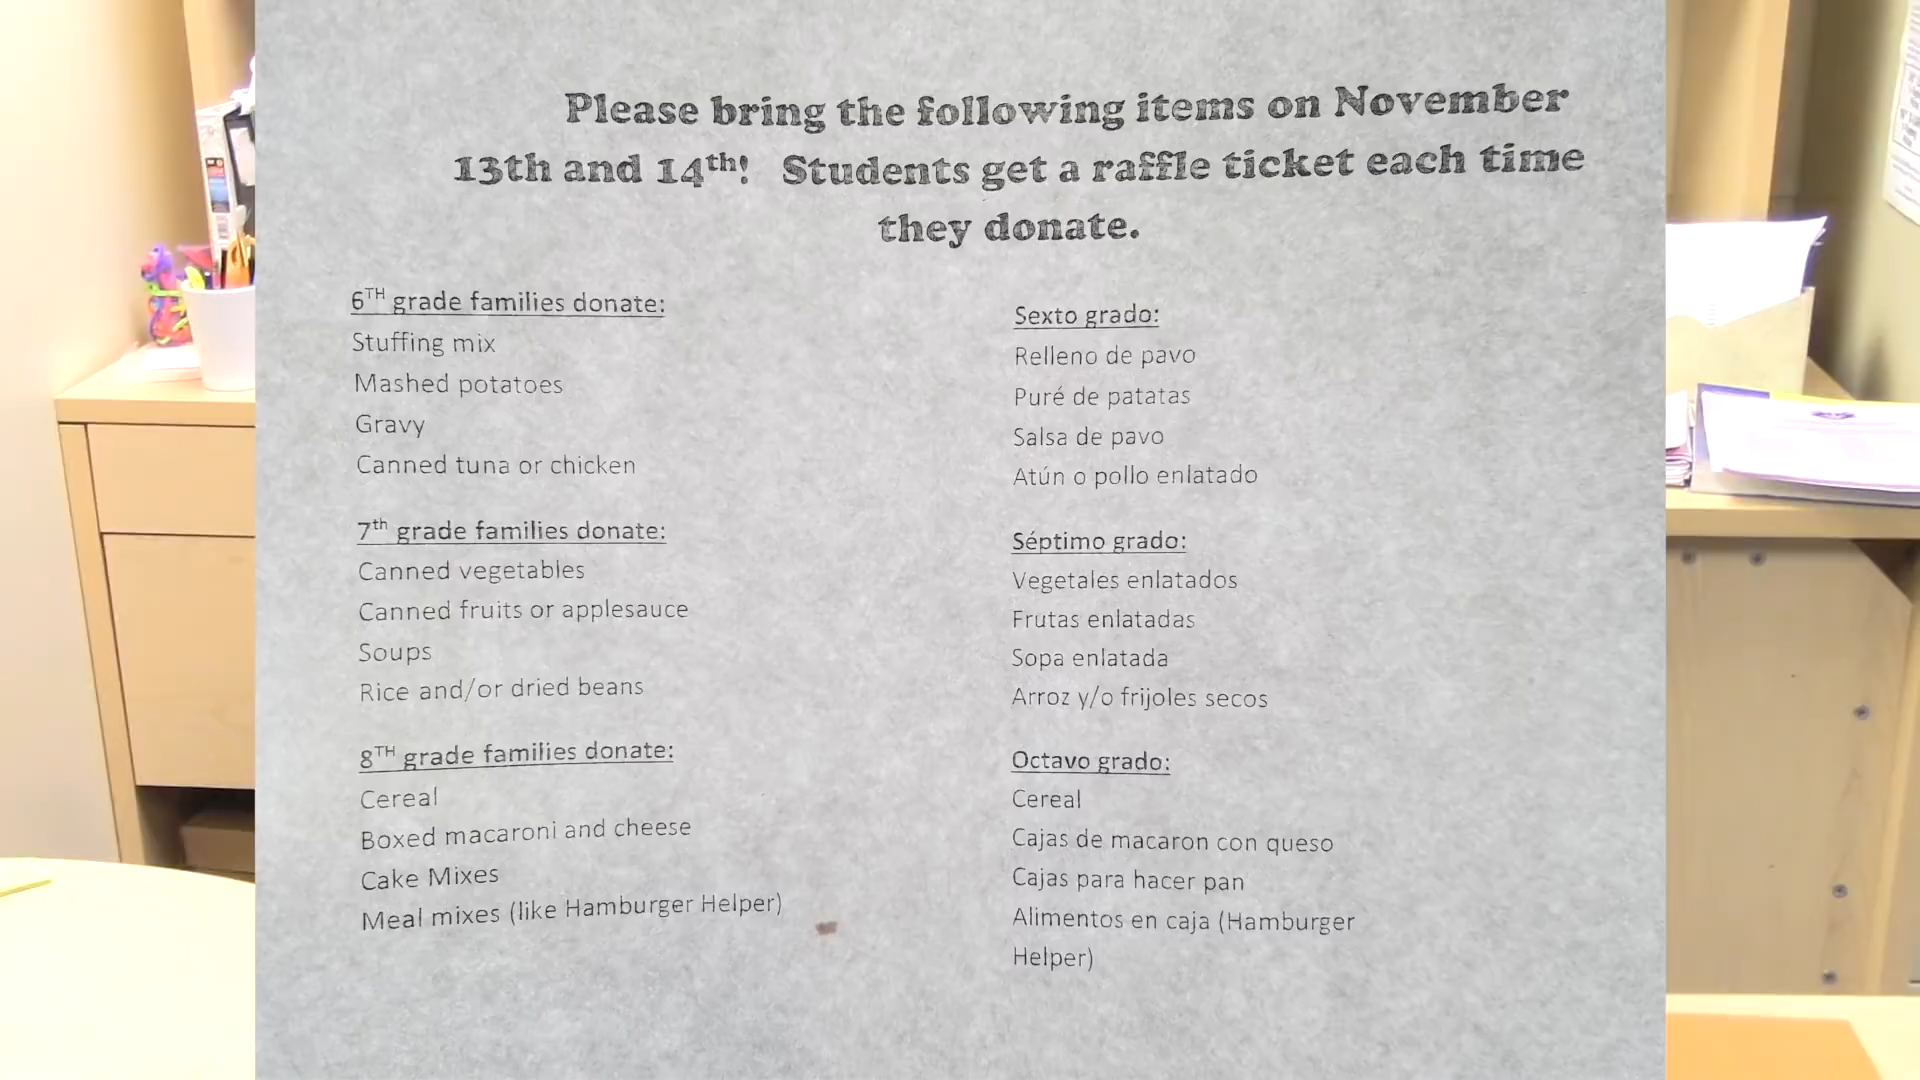 Please bring the following items on November
13th and 14th! Students get a raffle ticket each time
they donate.
6TH grade families donate:
Stuffing mix
Mashed potatoes
Gravy
Canned tuna or chicken
7th grade families donate:
Canned vegetables
Canned fruits or applesauce
Soups
Rice and/or dried beans
8TH grade families donate:
Cereal
Boxed macaroni and cheese
Cake Mixes
Meal mixes (like Hamburger Helper)
Sexto grado:
Relleno de pavo
Puré de patatas
Salsa de pavo
Atún o pollo enlatado
Séptimo grado:
Vegetales enlatados
Frutas enlatadas
Sopa enlatada
Arroz y/o frijoles secos
Octavo grado:
Cereal
Cajas de macaron con queso
Cajas para hacer pan
Alimentos en caja (Hamburger
Helper)